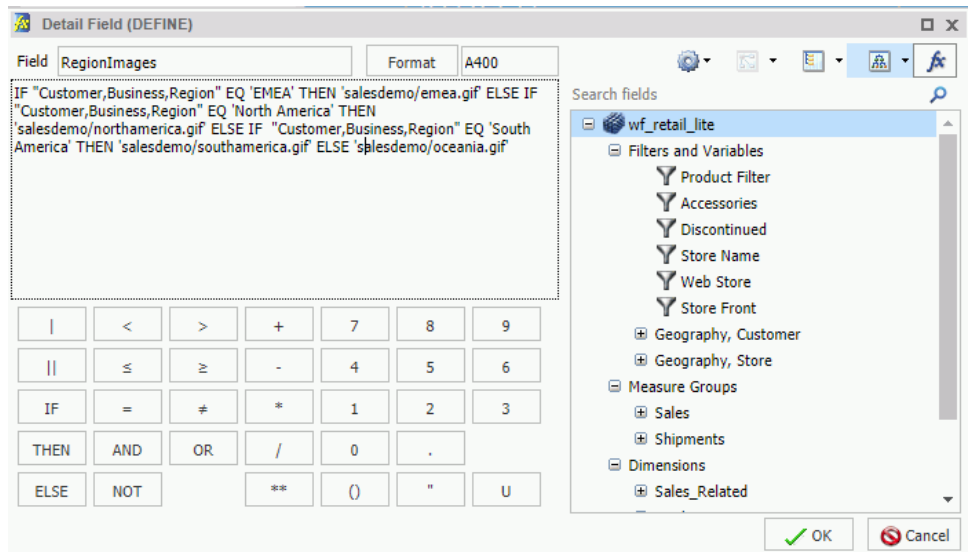 Detail Field (DEFINE)
Field RegionImages Format A400
IF "Customer,Business,Region" EQ 'EMEA' THEN 'salesdemo/emea.gif' ELSE IF
"Customer,Business,Region" EQ 'North America' THEN
'salesdemo/northamerica.gif' ELSE IF "Customer,Business,Region" EQ 'South
America' THEN 'salesdemo/southamerica.gif' ELSE 'salesdemo/oceania.gif'
| < > + 7 8 9
|| ≤ ≥ - 4 5 6
IF = ≠ * 1 2 3
THEN AND OR / 0 .
ELSE NOT ** () " U
fx
Search fields
wf_retail_lite
Filters and Variables
Product Filter
Accessories
Discontinued
Store Name
Web Store
Store Front
Geography, Customer
Geography, Store
Measure Groups
Sales
Shipments
Dimensions
Sales_Related
OK Cancel